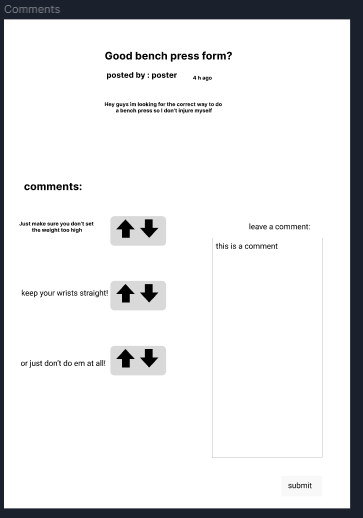 Comments
Good bench press form?
posted by : poster 4 h ago
Hey guys im looking for the correct way to do
a bench press so I don't injure myself
comments:
Just make sure you don't set
the weight too high
keep your wrists straight!
or just don't do em at all!
leave a comment:
this is a comment
submit